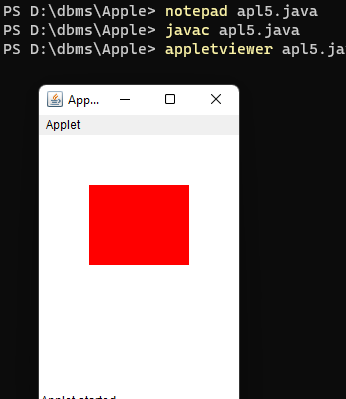 PS D:\dbms\Apple> notepad apl5.java
PS D:\dbms\Apple> javac apl5.java
PS D:\dbms\Apple> appletviewer apl5.ja
App...
Applet
Applet started